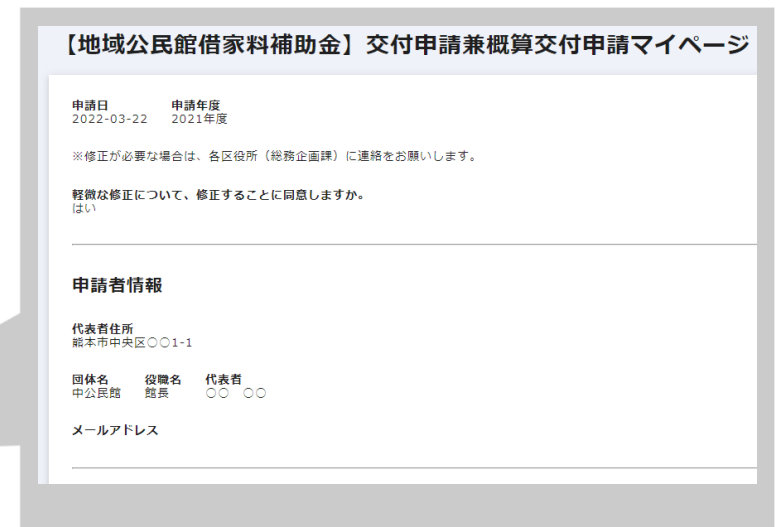 【地域公民館借家料補助金】交付申請兼概算交付申請マイページ
申請日 申請年度
2022-03-22 2021年度
※修正が必要な場合は、各区役所（総務企画課）に連絡をお願いします。
軽微な修正について、修正することに同意しますか。
はい
申請者情報
代表者住所
熊本市中央区○○1-1
団体名 役職名 代表者
中公民館 館長 ○○ ○○
メールアドレス